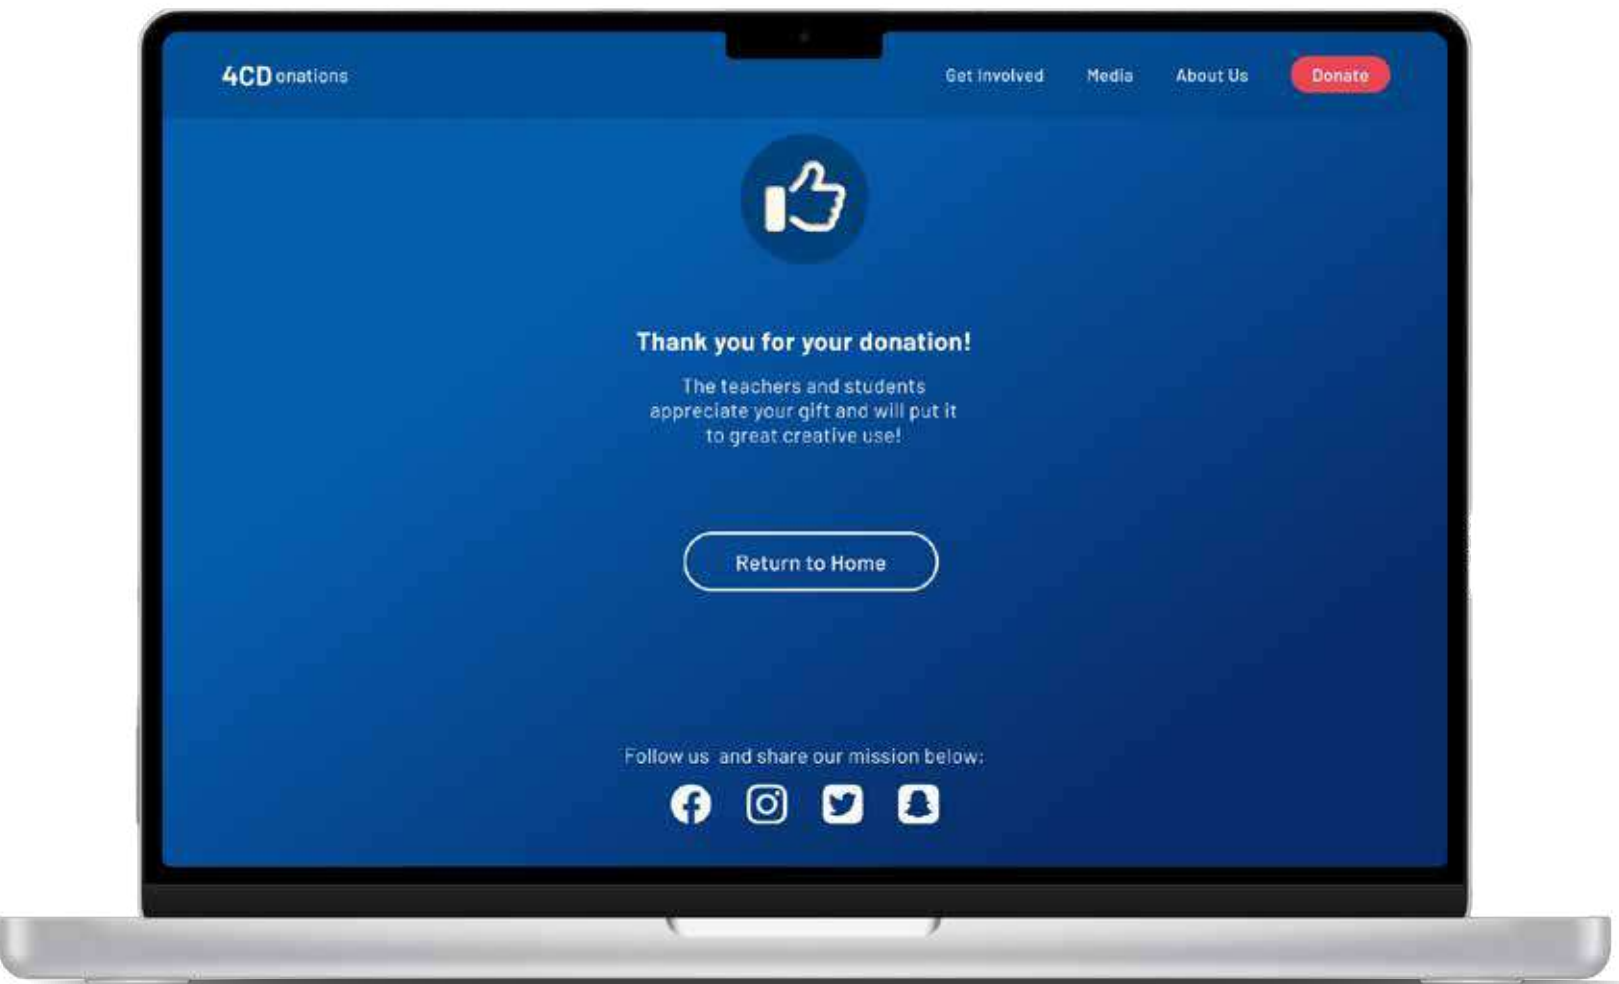 4CDonations
Get Involved
Media
About Us
Donate
Thank you for your donation!
The teachers and students
appreciate your gift and will put it
to great creative use!
Return to Home
Follow us and share our mission below: